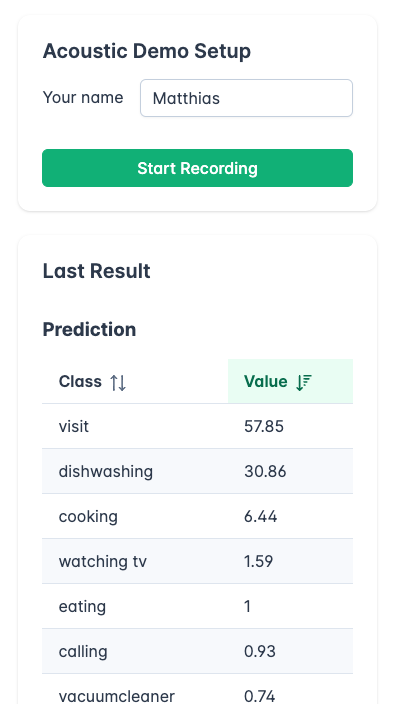 Acoustic Demo Setup
Your name Matthias
Start Recording
Last Result
Prediction
Class Value
visit 57.85
dishwashing 30.86
cooking 6.44
watching tv 1.59
eating 1
calling 0.93
vacuumcleaner 0.74